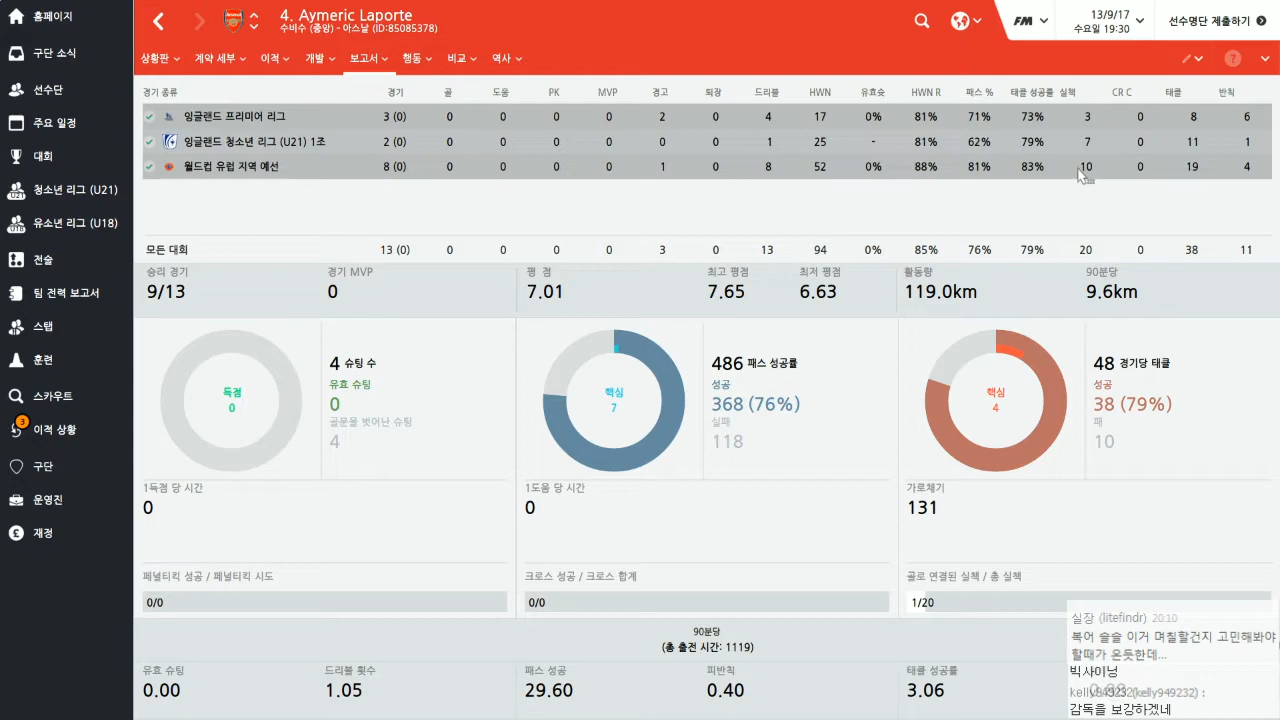 홈페이지
구단 소식
선수단
주요 일정
대회
청소년 리그 (U21)
유소년 리그 (U18)
전술
팀 전력 보고서
스탭
훈련
스카우트
3
이적 상황
구단
운영진
재정
4. Aymeric Laporte
수비수 (중앙) - 아스날 (ID:85085378)
FM
13/9/17
수요일 19:30
선수명단 제출하기
상황판 계약 세부 이적 개발 보고서 행동 비교 역사
경기 종류 경기 골 도움 PK MVP 경고 퇴장 드리블 HWN 유효슛 HWN R 패스 % 태클 성공률 실책 CR C 태클 반칙
잉글랜드 프리미어 리그 3 (0) 0 0 0 0 2 0 4 17 0% 81% 71% 73% 3 0 8 6
잉글랜드 청소년 리그 (U21) 1조 2 (0) 0 0 0 0 0 0 1 25 - 81% 62% 79% 7 0 11 1
월드컵 유럽 지역 예선 8 (0) 0 0 0 0 1 0 8 52 0% 88% 81% 83% 10 0 19 4
모든 대회 13 (0) 0 0 0 0 3 0 13 94 0% 85% 76% 79% 20 0 38 11
승리 경기 경기 MVP 평 점 최고 평점 최저 평점 활동량 90분당
9/13 0 7.01 7.65 6.63 119.0km 9.6km
득점
0
4 슈팅 수
유효 슈팅
0
골문을 벗어난 슈팅
4
핵심
7
486 패스 성공률
성공
368 (76%)
실패
118
핵심
4
48 경기당 태클
성공
38 (79%)
패
10
1득점 당 시간 1도움 당 시간 가로채기
0 0 131
페널티킥 성공 / 페널티킥 시도 크로스 성공 / 크로스 합계 골로 연결된 실책 / 총 실책
0/0 0/0 1/20
90분당
(총 출전 시간: 1119)
유효 슈팅 드리블 횟수 패스 성공 피반칙 태클 성공률
0.00 1.05 29.60 0.40 3.06
실장 (litefindr) 20:10
복어 슬슬 이거 며칠할건지 고민해봐야
할때가 온듯한데...
빅사이닝
kelly949232 (kelly949232) :
감독을 보강하겠네